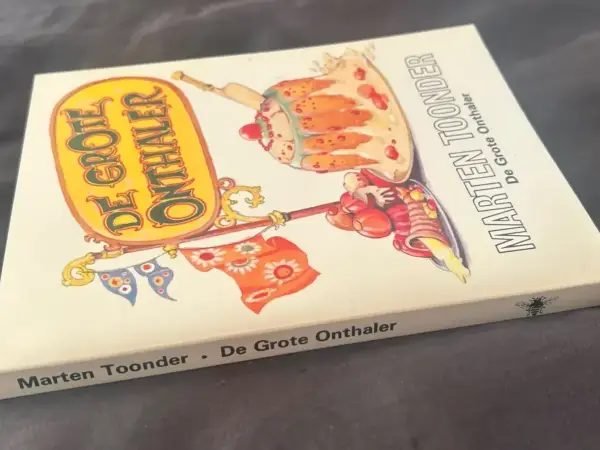 DE GROTE
ONTHALER
MARTEN TOONDER
De Grote Onthaler
Marten Toonder • De Grote Onthaler